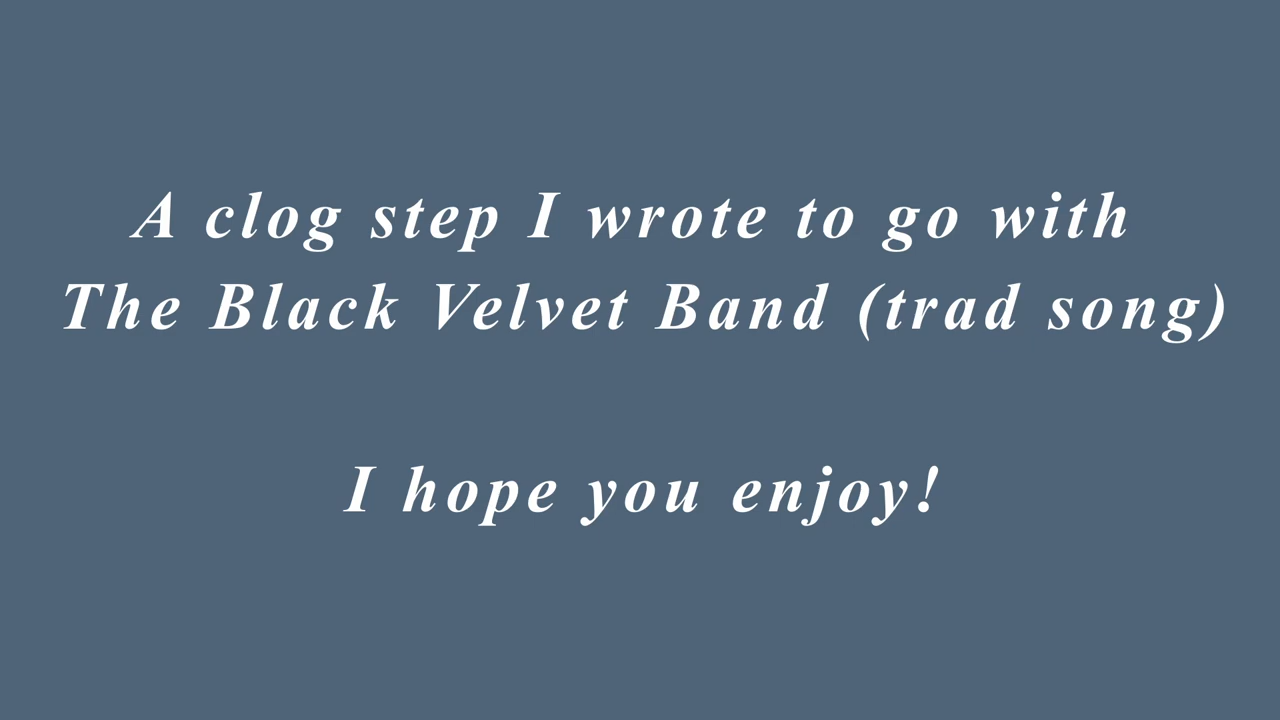 A clog step I wrote to go with
The Black Velvet Band (trad song)
I hope you enjoy!